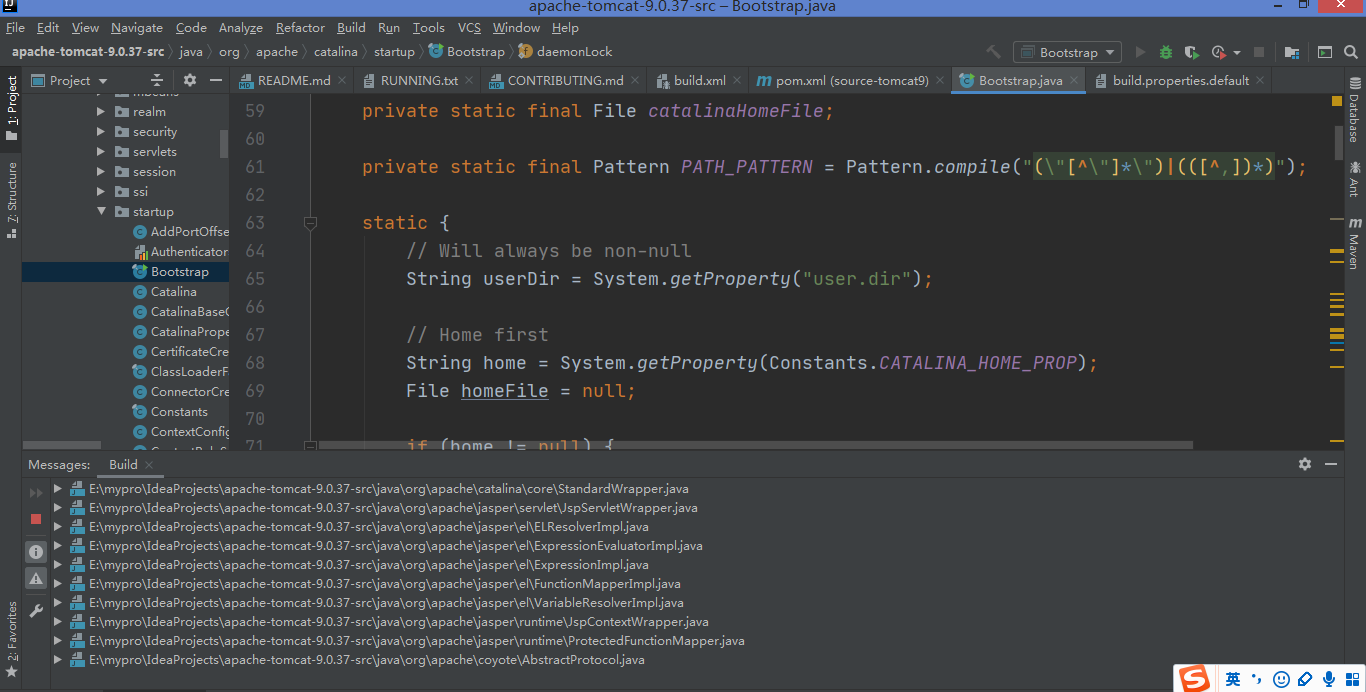 apache-tomcat-9.0.37-src – Bootstrap.java
File Edit View Navigate Code Analyze Refactor Build Run Tools VCS Window Help
apache-tomcat-9.0.37-src java org apache catalina startup Bootstrap daemonLock
Bootstrap
Project
README.md
RUNNING.txt
CONTRIBUTING.md
build.xml
pom.xml (source-tomcat9)
Bootstrap.java
build.properties.default
1: Project
7: Structure
2: Favorites
realm
security
servlets
session
ssi
startup
AddPortOffse
Authenticator
Bootstrap
Catalina
CatalinaBaseC
CatalinaPrope
CertificateCre
ClassLoaderF
ConnectorCre
Constants
ContextConfig
59 private static final File catalinaHomeFile;
60
61 private static final Pattern PATH_PATTERN = Pattern.compile("(\"[^\"]*\")|(([^,])*)");
62
63 static {
64 // Will always be non-null
65 String userDir = System.getProperty("user.dir");
66
67 // Home first
68 String home = System.getProperty(Constants.CATALINA_HOME_PROP);
69 File homeFile = null;
70
71 if (home != null) {
Database
Ant
Maven
Messages: Build
E:\mypro\IdeaProjects\apache-tomcat-9.0.37-src\java\org\apache\catalina\core\StandardWrapper.java
E:\mypro\IdeaProjects\apache-tomcat-9.0.37-src\java\org\apache\jasper\servlet\JspServletWrapper.java
E:\mypro\IdeaProjects\apache-tomcat-9.0.37-src\java\org\apache\jasper\el\ELResolverImpl.java
E:\mypro\IdeaProjects\apache-tomcat-9.0.37-src\java\org\apache\jasper\el\ExpressionEvaluatorImpl.java
E:\mypro\IdeaProjects\apache-tomcat-9.0.37-src\java\org\apache\jasper\el\ExpressionImpl.java
E:\mypro\IdeaProjects\apache-tomcat-9.0.37-src\java\org\apache\jasper\el\FunctionMapperImpl.java
E:\mypro\IdeaProjects\apache-tomcat-9.0.37-src\java\org\apache\jasper\el\VariableResolverImpl.java
E:\mypro\IdeaProjects\apache-tomcat-9.0.37-src\java\org\apache\jasper\runtime\JspContextWrapper.java
E:\mypro\IdeaProjects\apache-tomcat-9.0.37-src\java\org\apache\jasper\runtime\ProtectedFunctionMapper.java
E:\mypro\IdeaProjects\apache-tomcat-9.0.37-src\java\org\apache\coyote\AbstractProtocol.java
英